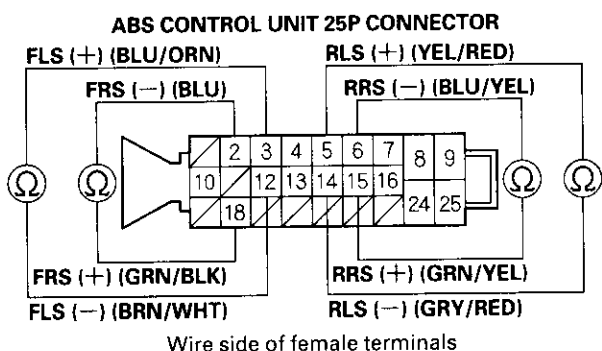 ABS CONTROL UNIT 25P CONNECTOR
FLS (+) (BLU/ORN) RLS (+) (YEL/RED)
FRS (−) (BLU) RRS (−) (BLU/YEL)
2 3 4 5 6 7 8 9
Ω Ω 10 12 13 14 15 16 Ω Ω
18 24 25
FRS (+) (GRN/BLK) RRS (+) (GRN/YEL)
FLS (−) (BRN/WHT) RLS (−) (GRY/RED)
Wire side of female terminals